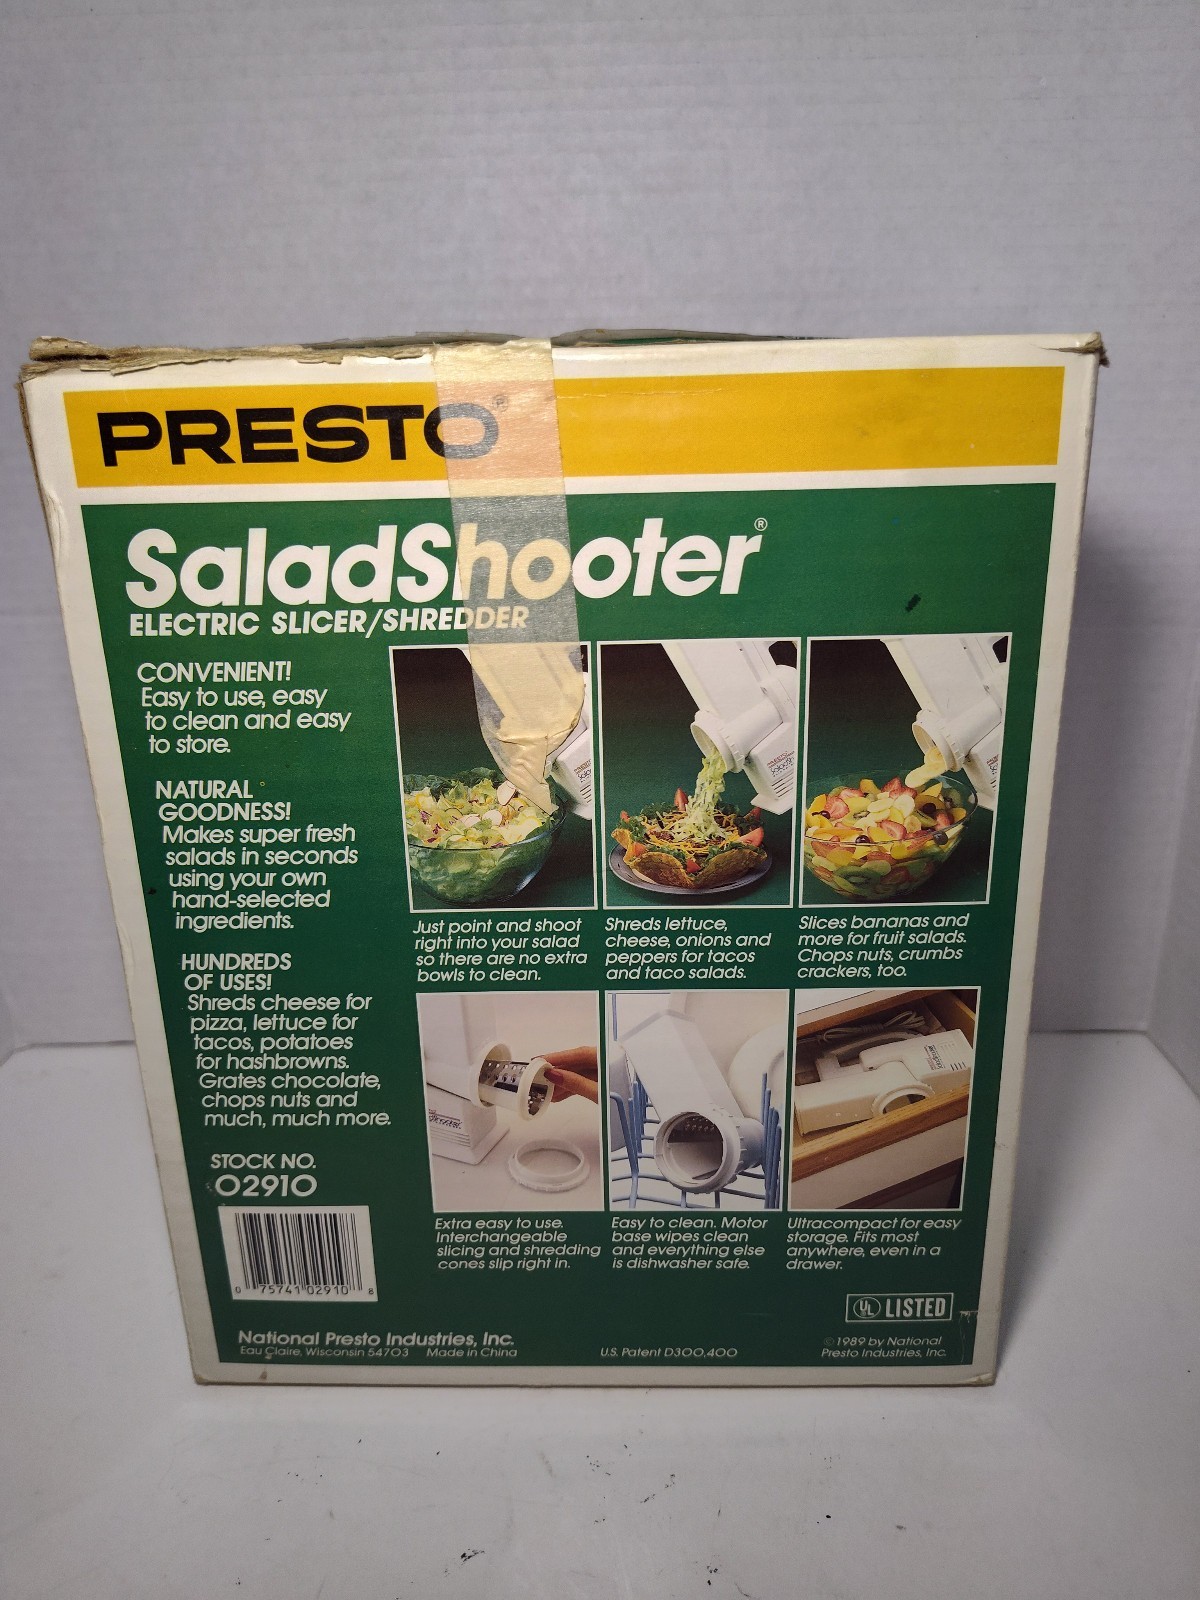 PRESTO®
SaladShooter®
ELECTRIC SLICER/SHREDDER
CONVENIENT!
Easy to use, easy
to clean and easy
to store.
NATURAL
GOODNESS!
Makes super fresh
salads in seconds
using your own
hand-selected
ingredients.
HUNDREDS
OF USES!
Shreds cheese for
pizza, lettuce for
tacos, potatoes
for hashbrowns.
Grates chocolate,
chops nuts and
much, much more.
STOCK NO.
02910
0 75741 02910 8
Just point and shoot
right into your salad
so there are no extra
bowls to clean.
Shreds lettuce,
cheese, onions and
peppers for tacos
and taco salads.
Slices bananas and
more for fruit salads.
Chops nuts, crumbs
crackers, too.
Extra easy to use.
Interchangeable
slicing and shredding
cones slip right in.
Easy to clean. Motor
base wipes clean
and everything else
is dishwasher safe.
Ultracompact for easy
storage. Fits most
anywhere, even in a
drawer.
UL LISTED
National Presto Industries, Inc.
Eau Claire, Wisconsin 54703 Made in China
U.S. Patent D300,400
©1989 by National
Presto Industries, Inc.